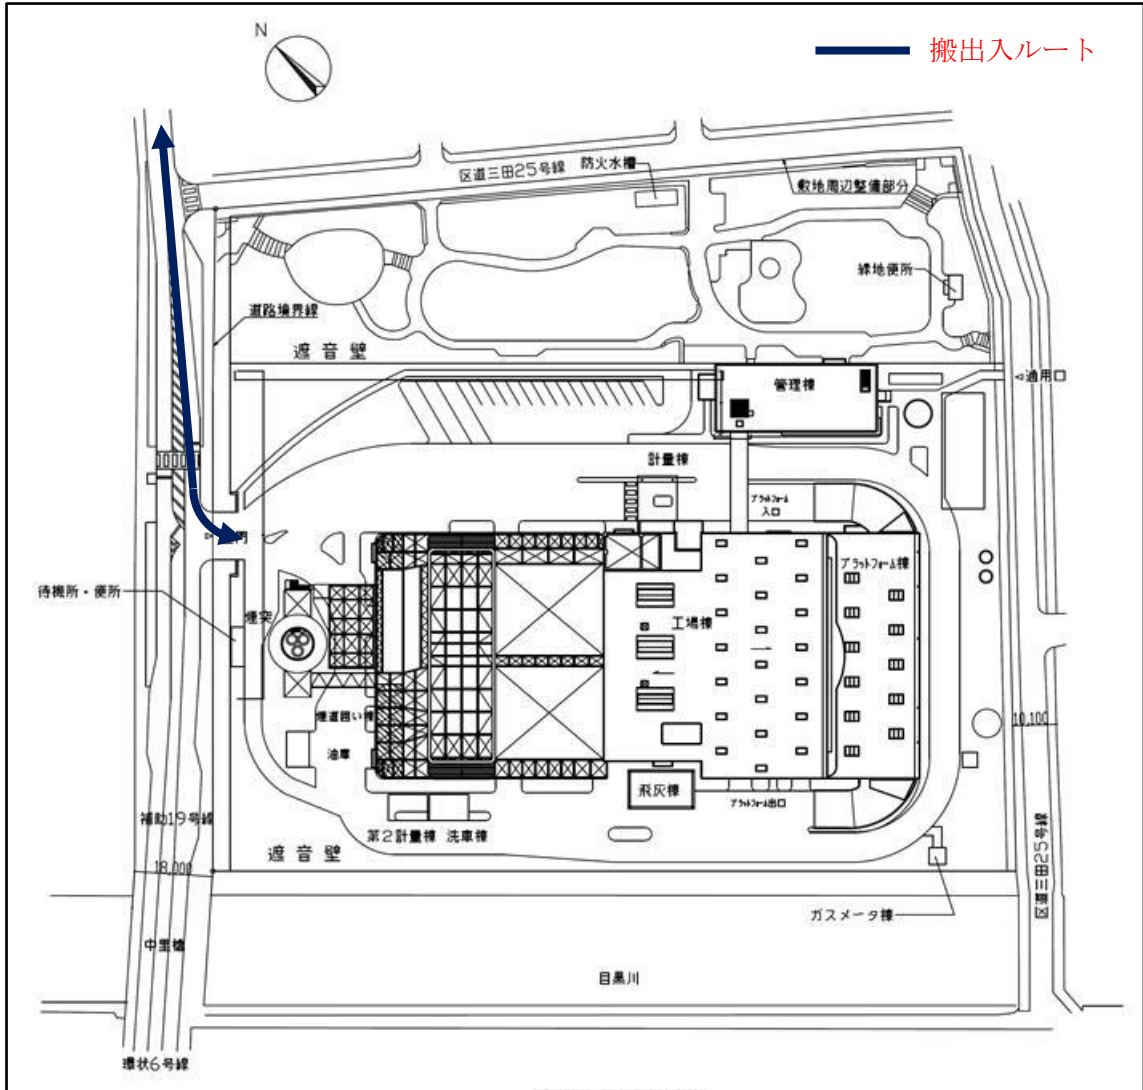 N
搬出入ルート
区道三田25号線
防火水槽
敷地周辺整備部分
緑地便所
道路境界線
遮音壁
管理棟
◁通用口
計量棟
プラットフォーム
入口
プラットフォーム棟
待機所・便所
煙突
工場棟
煙道囲い棟
油庫
飛灰棟
プラットフォーム出口
10,100
補助19号線
第2計量棟 洗車棟
遮音壁
18,000
区道三田25号線
ガスメータ棟
中里橋
目黒川
環状6号線